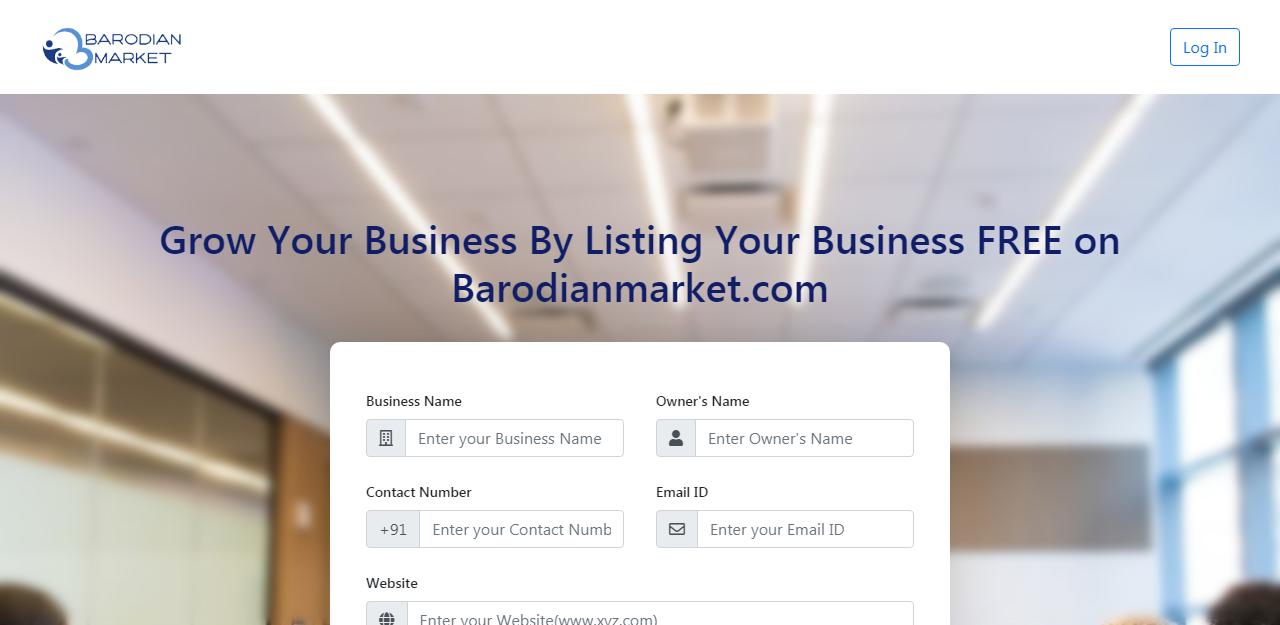 BARODIAN
MARKET
Log In
Grow Your Business By Listing Your Business FREE on
Barodianmarket.com
Business Name
Owner's Name
Enter your Business Name
Enter Owner's Name
Contact Number
Email ID
+91
Enter your Contact Numb
Enter your Email ID
Website
Enter your Website(www.xyz.com)